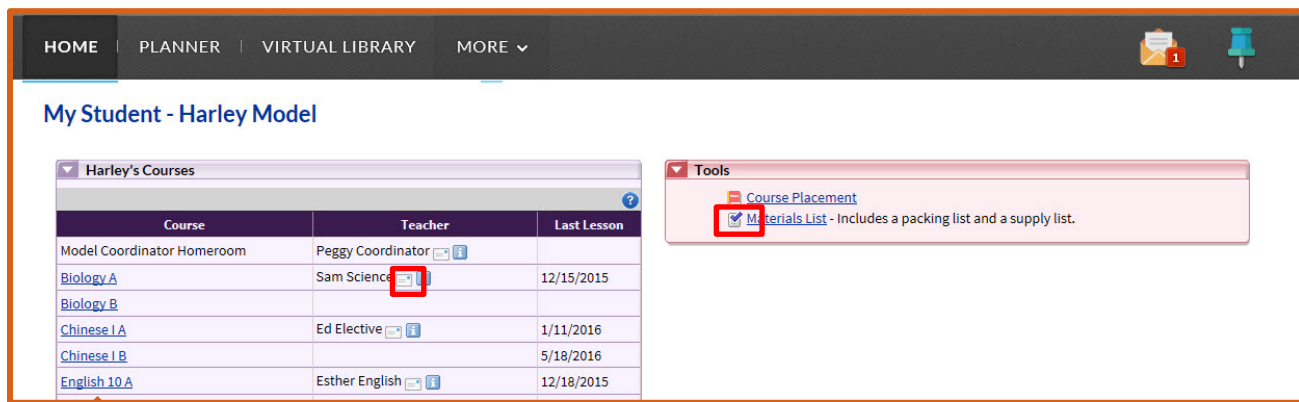 HOME | PLANNER | VIRTUAL LIBRARY MORE
1
My Student - Harley Model
Harley's Courses
?
Course Teacher Last Lesson
Model Coordinator Homeroom Peggy Coordinator
Biology A Sam Science 12/15/2015
Biology B
Chinese I A Ed Elective 1/11/2016
Chinese I B 5/18/2016
English 10 A Esther English 12/18/2015
Tools
Course Placement
Materials List - Includes a packing list and a supply list.